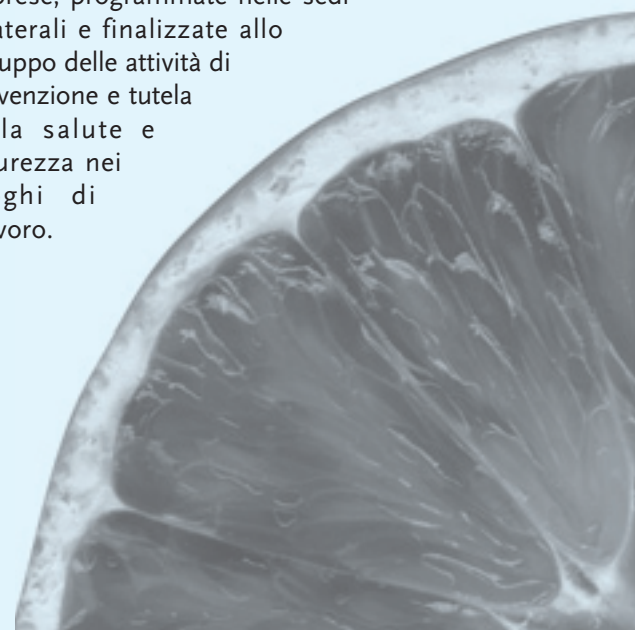 prese, programmate nelle sedi
aterali e finalizzate allo
uppo delle attività di
venzione e tutela
la salute e
urezza nei
ghi di
voro.